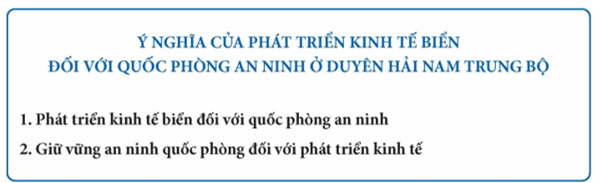 Ý NGHĨA CỦA PHÁT TRIỂN KINH TẾ BIỂN
ĐỐI VỚI QUỐC PHÒNG AN NINH Ở DUYÊN HẢI NAM TRUNG BỘ
1. Phát triển kinh tế biển đối với quốc phòng an ninh
2. Giữ vững an ninh quốc phòng đối với phát triển kinh tế